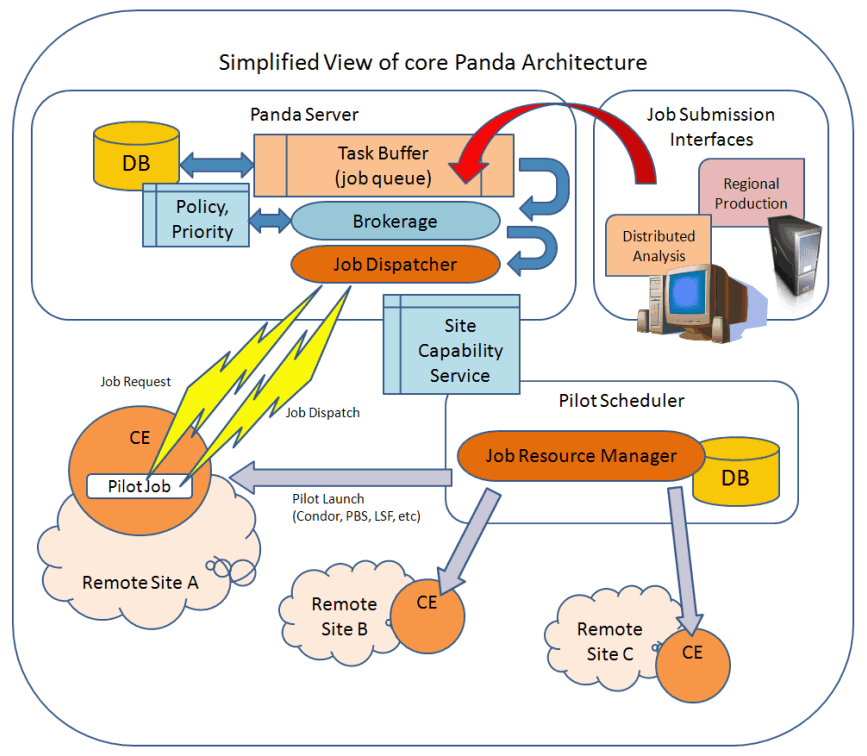 Simplified View of core Panda Architecture
Panda Server
DB
Task Buffer
(job queue)
Policy,
Priority
Brokerage
Job Dispatcher
Job Submission
Interfaces
Regional
Production
Distributed
Analysis
Site
Capability
Service
Job Request
Job Dispatch
CE
PilotJob
Remote Site A
Pilot Scheduler
Job Resource Manager
DB
Pilot Launch
(Condor, PBS, LSF, etc)
Remote
Site B
CE
Remote
Site C
CE